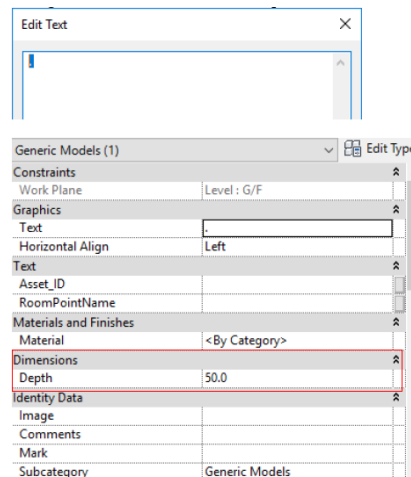 Edit Text
.
Generic Models (1) Edit Type
Constraints
Work Plane Level : G/F
Graphics
Text .
Horizontal Align Left
Text
Asset_ID
RoomPointName
Materials and Finishes
Material <By Category>
Dimensions
Depth 50.0
Identity Data
Image
Comments
Mark
Subcategory Generic Models